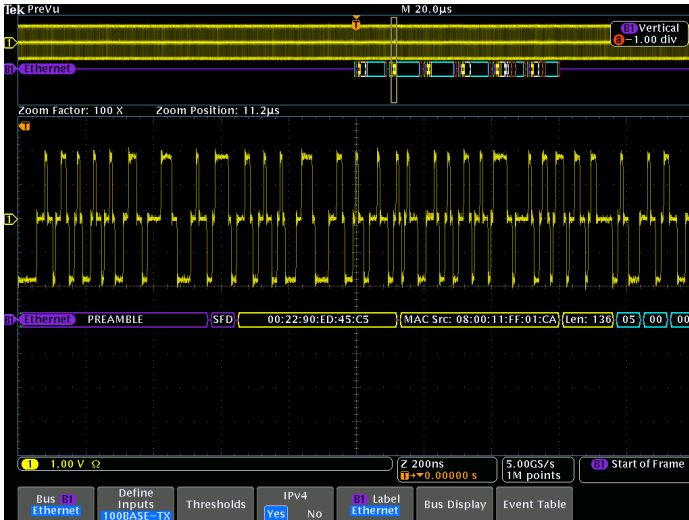 Tek PreVu M 20.0µs
B1 Vertical
a -1.00 div
1
B1 Ethernet
Zoom Factor: 100 X Zoom Position: 11.2µs
T
1
B1 Ethernet PREAMBLE SFD 00:22:90:ED:45:C5 MAC Src: 08:00:11:FF:01:CA Len: 136 05 00 00
1 1.00 V Ω
Z 200ns
T→▼0.00000 s
5.00GS/s
1M points
B1 Start of Frame
Bus B1
Ethernet
Define
Inputs
100BASE-TX
Thresholds
IPv4
Yes No
B1 Label
Ethernet
Bus Display
Event Table